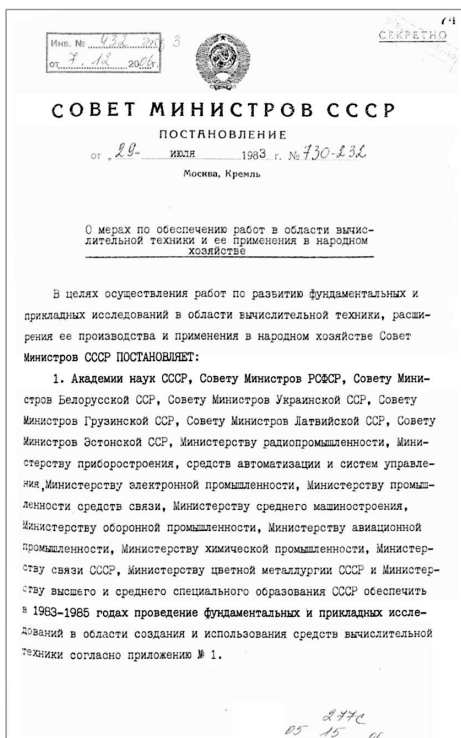 74
СЕКРЕТНО
Инв. № 432
от 7.12 2006г.
3
СОВЕТ МИНИСТРОВ СССР
ПОСТАНОВЛЕНИЕ
от „29- июля 1983 г. № 730-232
Москва, Кремль
О мерах по обеспечению работ в области вычис-
лительной техники и ее применения в народном
хозяйстве
В целях осуществления работ по развитию фундаментальных и
прикладных исследований в области вычислительной техники, расши-
рения ее производства и применения в народном хозяйстве Совет
Министров СССР ПОСТАНОВЛЯЕТ:
1. Академии наук СССР, Совету Министров РСФСР, Совету Мини-
стров Белорусской ССР, Совету Министров Украинской ССР, Совету
Министров Грузинской ССР, Совету Министров Латвийской ССР, Совету
Министров Эстонской ССР, Министерству радиопромышленности, Мини-
стерству приборостроения, средств автоматизации и систем управле-
ния, Министерству электронной промышленности, Министерству промыш-
ленности средств связи, Министерству среднего машиностроения,
Министерству оборонной промышленности, Министерству авиационной
промышленности, Министерству химической промышленности, Министер-
ству связи СССР, Министерству цветной металлургии СССР и Министер-
ству высшего и среднего специального образования СССР обеспечить
в 1983-1985 годах проведение фундаментальных и прикладных иссле-
дований в области создания и использования средств вычислительной
техники согласно приложению № 1.
277с
05 15